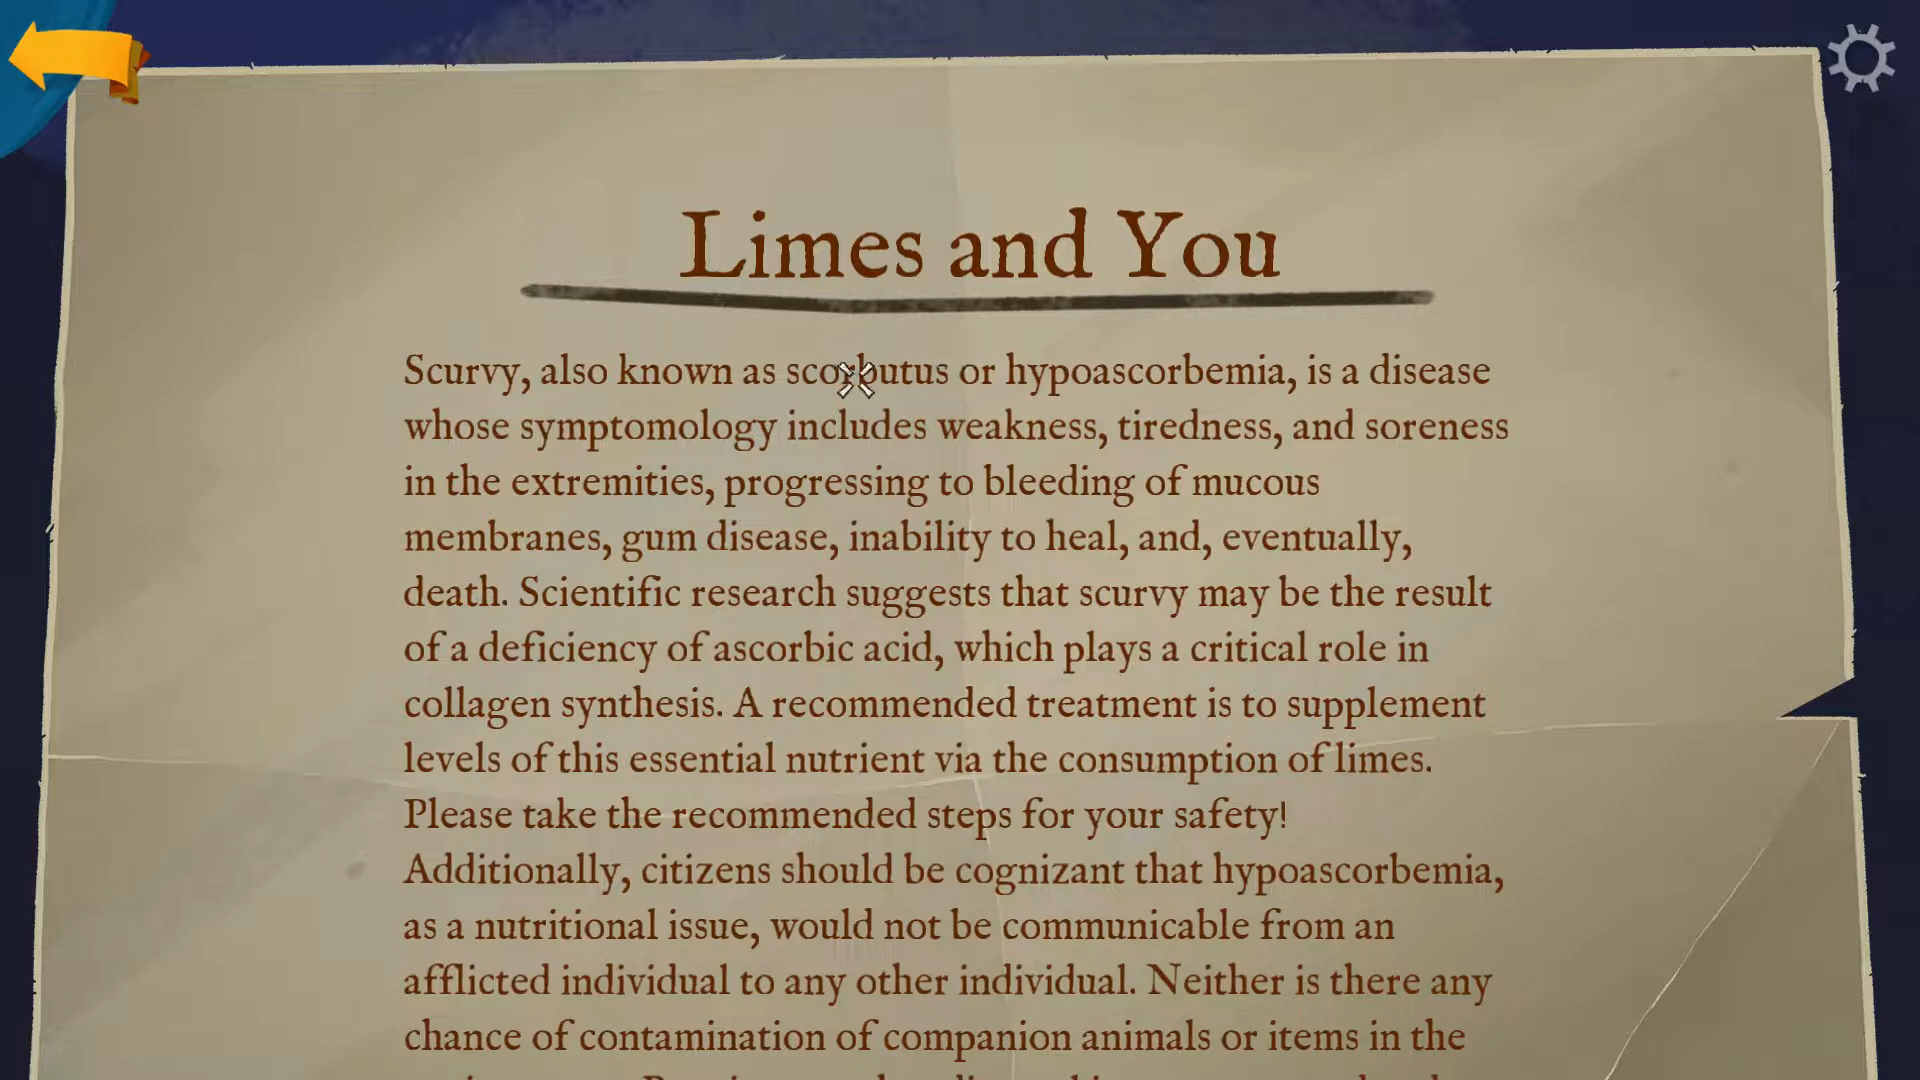 Limes and You
Scurvy, also known as scorbutus or hypoascorbemia, is a disease
whose symptomology includes weakness, tiredness, and soreness
in the extremities, progressing to bleeding of mucous
membranes, gum disease, inability to heal, and, eventually,
death. Scientific research suggests that scurvy may be the result
of a deficiency of ascorbic acid, which plays a critical role in
collagen synthesis. A recommended treatment is to supplement
levels of this essential nutrient via the consumption of limes.
Please take the recommended steps for your safety!
Additionally, citizens should be cognizant that hypoascorbemia,
as a nutritional issue, would not be communicable from an
afflicted individual to any other individual. Neither is there any
chance of contamination of companion animals or items in the